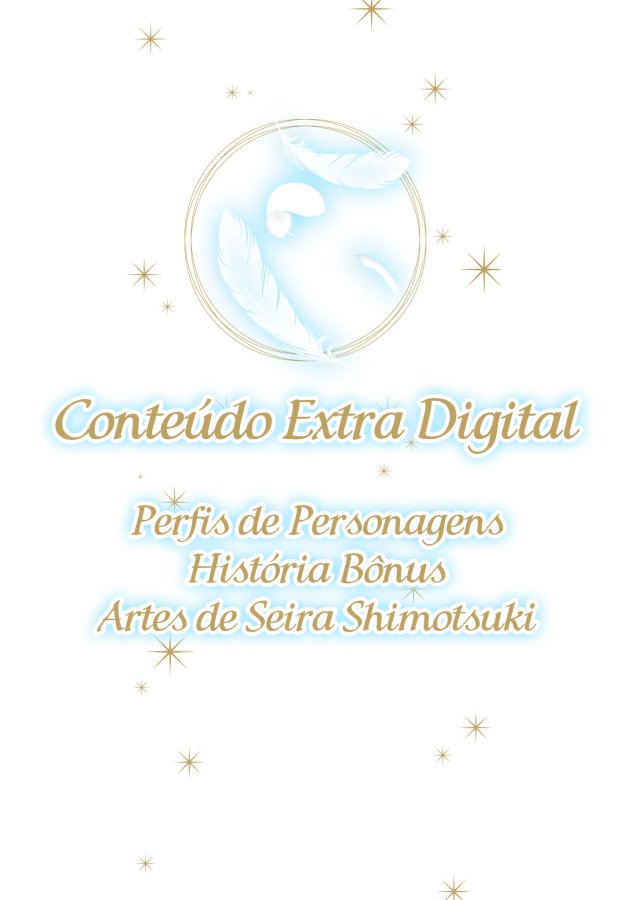 Conteúdo Extra Digital
Perfis de Personagens
História Bônus
Artes de Seira Shimotsuki